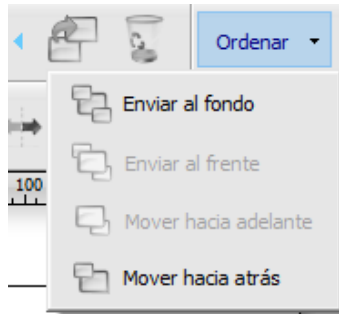 Ordenar
Enviar al fondo
Enviar al frente
Mover hacia adelante
100
Mover hacia atrás